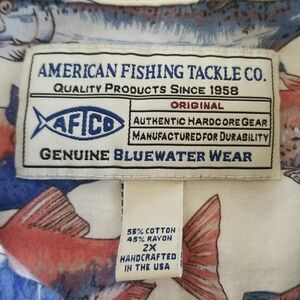 AMERICAN FISHING TACKLE CO.
QUALITY PRODUCTS SINCE 1958
AFTCO
ORIGINAL
AUTHENTIC HARDCORE GEAR
MANUFACTURED FOR DURABILITY
GENUINE BLUEWATER WEAR
55% COTTON
45% RAYON
2X
HANDCRAFTED
IN THE USA